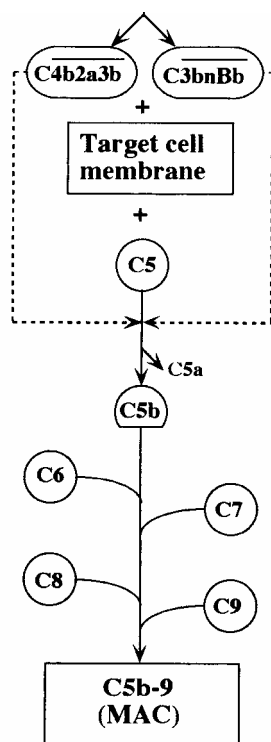 C4b2a3b
C3bnBb
+
Target cell
membrane
+
C5
C5a
C5b
C6
C7
C8
C9
C5b-9
(MAC)